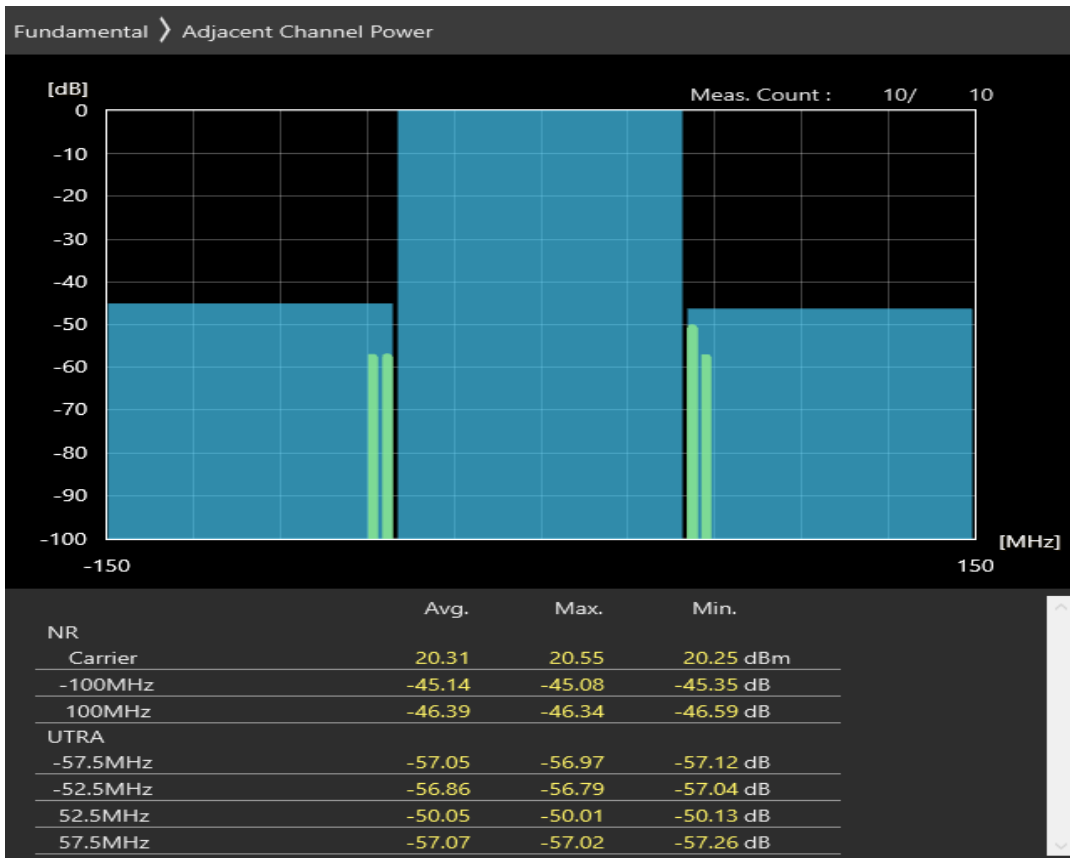 Fundamental 〉 Adjacent Channel Power
[dB]
Meas. Count : 10/ 10
0
-10
-20
-30
-40
-50
-60
-70
-80
-90
-100
[MHz]
-150 150
Avg. Max. Min.
NR
Carrier 20.31 20.55 20.25 dBm
-100MHz -45.14 -45.08 -45.35 dB
100MHz -46.39 -46.34 -46.59 dB
UTRA
-57.5MHz -57.05 -56.97 -57.12 dB
-52.5MHz -56.86 -56.79 -57.04 dB
52.5MHz -50.05 -50.01 -50.13 dB
57.5MHz -57.07 -57.02 -57.26 dB